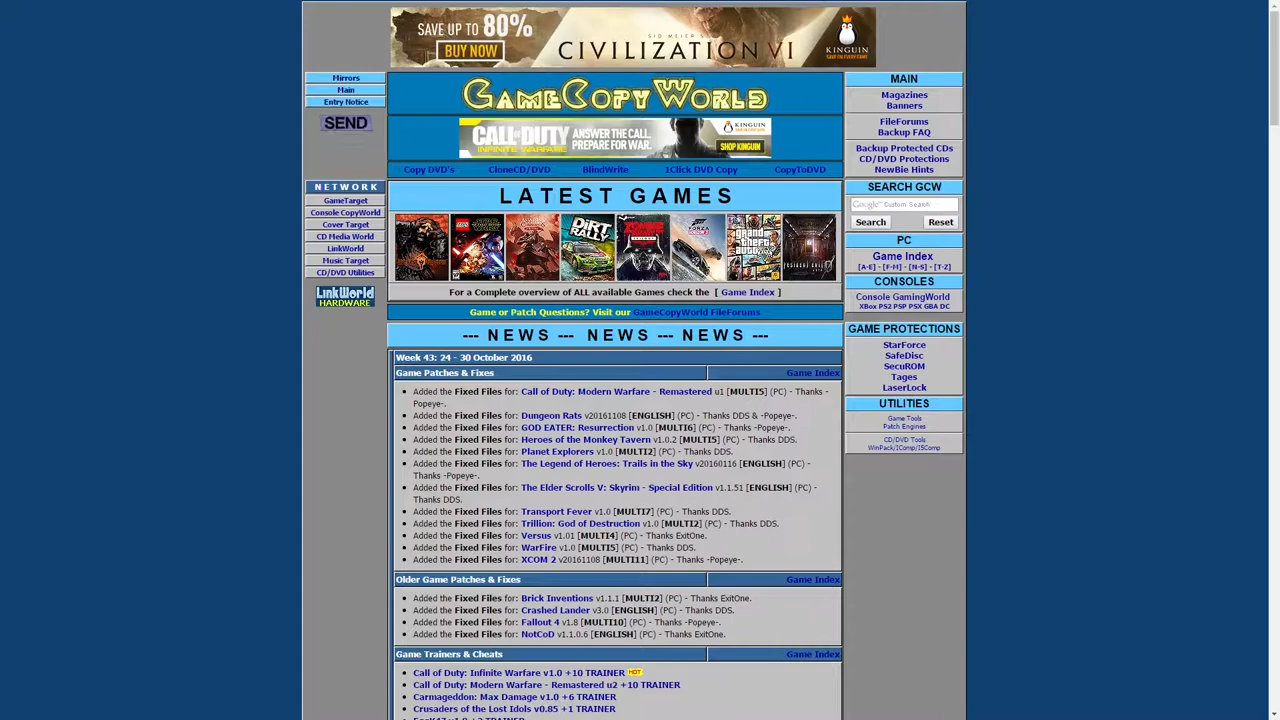 SAVE UP TO 80%
BUY NOW
SID MEIER'S
CIVILIZATION VI
KINGUIN
Mirrors
Main
Entry Notice
SEND
GAMECOPYWORLD
CALL OF DUTY
INFINITE WARFARE
ANSWER THE CALL.
PREPARE FOR WAR.
KINGUIN
SHOP KINGUIN
Copy DVD's CloneCD/DVD BlindWrite 1Click DVD Copy CopyToDVD
MAIN
Magazines
Banners
FileForums
Backup FAQ
Backup Protected CDs
CD/DVD Protections
NewBie Hints
NETWORK
GameTarget
Console CopyWorld
Cover Target
CD Media World
LinkWorld
Music Target
CD/DVD Utilities
LINKWORLD
HARDWARE
LATEST GAMES
For a Complete overview of ALL available Games check the [ Game Index ]
Game or Patch Questions? Visit our GameCopyWorld FileForums
SEARCH GCW
Google Custom Search
Search Reset
PC
Game Index
[A-E] - [F-M] - [N-S] - [T-Z]
CONSOLES
Console GamingWorld
XBox PS2 PSP PSX GBA DC
GAME PROTECTIONS
StarForce
SafeDisc
SecuROM
Tages
LaserLock
UTILITIES
Game Tools
Patch Engines
CD/DVD Tools
WinPack/IComp/ISComp
--- NEWS --- NEWS --- NEWS ---
Week 43: 24 - 30 October 2016
Game Patches & Fixes Game Index
Added the Fixed Files for: Call of Duty: Modern Warfare - Remastered u1 [MULTI5] (PC) - Thanks -
Popeye-.
Added the Fixed Files for: Dungeon Rats v20161108 [ENGLISH] (PC) - Thanks DDS & -Popeye-.
Added the Fixed Files for: GOD EATER: Resurrection v1.0 [MULTI6] (PC) - Thanks -Popeye-.
Added the Fixed Files for: Heroes of the Monkey Tavern v1.0.2 [MULTI5] (PC) - Thanks DDS.
Added the Fixed Files for: Planet Explorers v1.0 [MULTI2] (PC) - Thanks DDS.
Added the Fixed Files for: The Legend of Heroes: Trails in the Sky v20160116 [ENGLISH] (PC) -
Thanks -Popeye-.
Added the Fixed Files for: The Elder Scrolls V: Skyrim - Special Edition v1.1.51 [ENGLISH] (PC) -
Thanks DDS.
Added the Fixed Files for: Transport Fever v1.0 [MULTI7] (PC) - Thanks DDS.
Added the Fixed Files for: Trillion: God of Destruction v1.0 [MULTI2] (PC) - Thanks DDS.
Added the Fixed Files for: Versus v1.01 [MULTI4] (PC) - Thanks ExitOne.
Added the Fixed Files for: WarFire v1.0 [MULTI5] (PC) - Thanks DDS.
Added the Fixed Files for: XCOM 2 v20161108 [MULTI11] (PC) - Thanks -Popeye-.
Older Game Patches & Fixes Game Index
Added the Fixed Files for: Brick Inventions v1.1.1 [MULTI2] (PC) - Thanks ExitOne.
Added the Fixed Files for: Crashed Lander v3.0 [ENGLISH] (PC) - Thanks DDS.
Added the Fixed Files for: Fallout 4 v1.8 [MULTI10] (PC) - Thanks -Popeye-.
Added the Fixed Files for: NotCoD v1.1.0.6 [ENGLISH] (PC) - Thanks ExitOne.
Game Trainers & Cheats Game Index
Call of Duty: Infinite Warfare v1.0 +10 TRAINER HOT
Call of Duty: Modern Warfare - Remastered u2 +10 TRAINER
Carmageddon: Max Damage v1.0 +6 TRAINER
Crusaders of the Lost Idols v0.85 +1 TRAINER